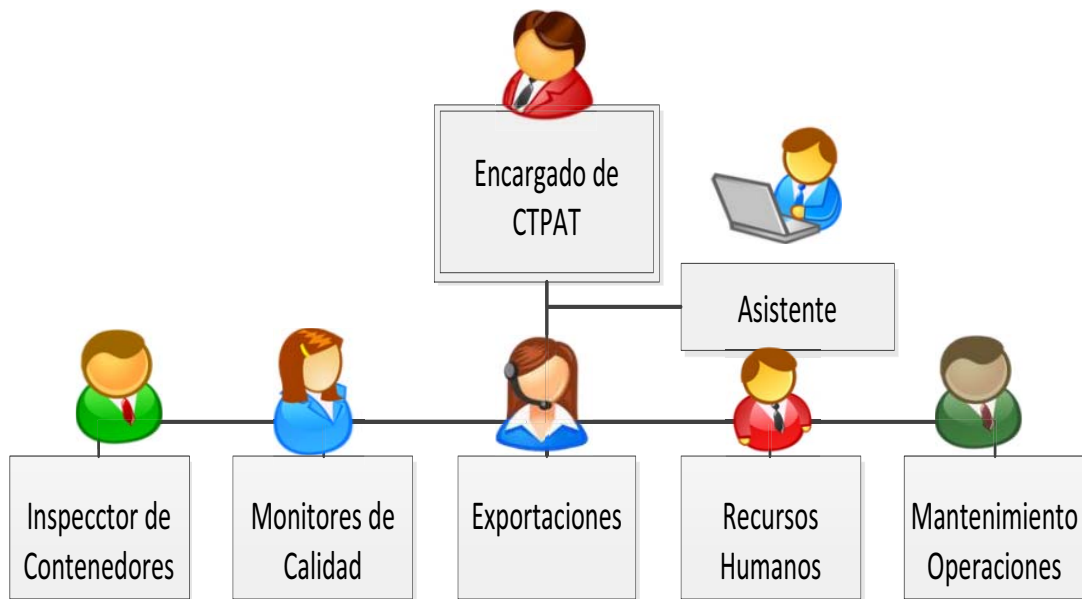 Encargado de
CTPAT
Asistente
Inspecctor de
Contenedores
Monitores de
Calidad
Exportaciones
Recursos
Humanos
Mantenimiento
Operaciones